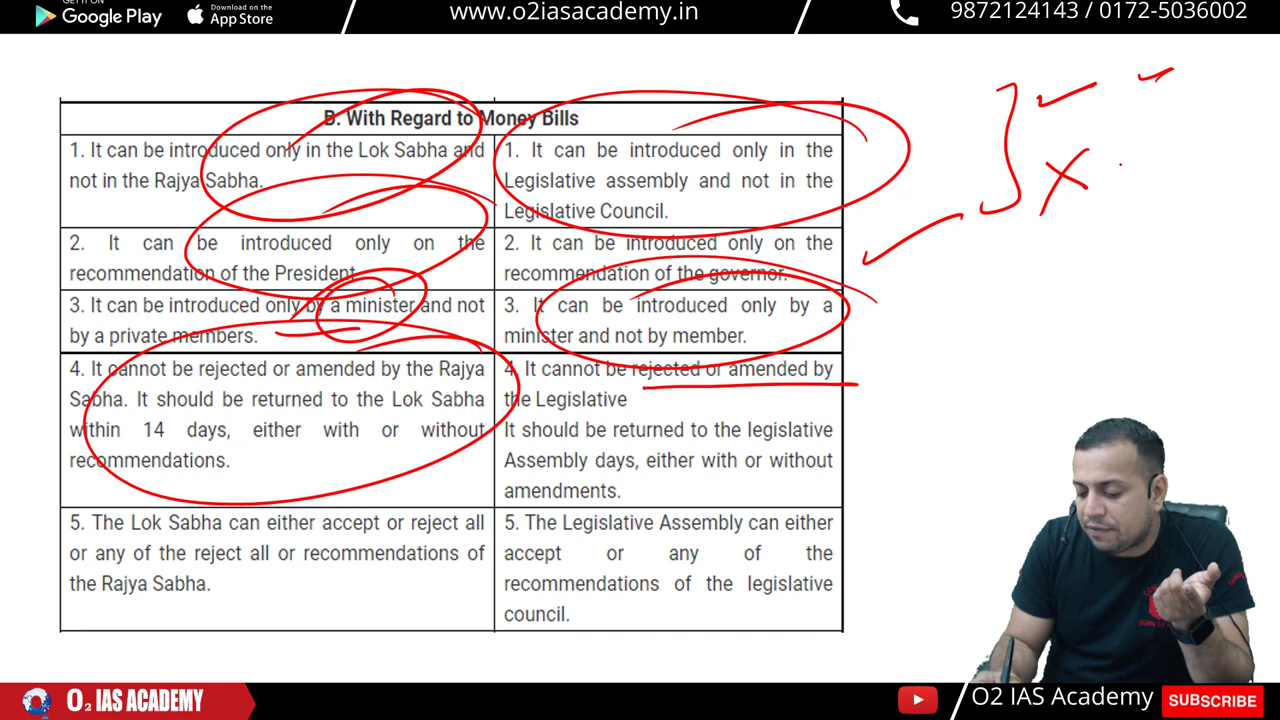 GET IT ON
Google Play
Download on the
App Store
www.o2iasacademy.in
9872124143 / 0172-5036002
B. With Regard to Money Bills
1. It can be introduced only in the Lok Sabha and
not in the Rajya Sabha.
1. It can be introduced only in the
Legislative assembly and not in the
Legislative Council.
2. It can be introduced only on the
recommendation of the President.
2. It can be introduced only on the
recommendation of the governor.
3. It can be introduced only by a minister and not
by a private members.
3. It can be introduced only by a
minister and not by member.
4. It cannot be rejected or amended by the Rajya
Sabha. It should be returned to the Lok Sabha
within 14 days, either with or without
recommendations.
4. It cannot be rejected or amended by
the Legislative
It should be returned to the legislative
Assembly days, either with or without
amendments.
5. The Lok Sabha can either accept or reject all
or any of the reject all or recommendations of
the Rajya Sabha.
5. The Legislative Assembly can either
accept or any of the
recommendations of the legislative
council.
O2 IAS ACADEMY
O2 IAS Academy
SUBSCRIBE